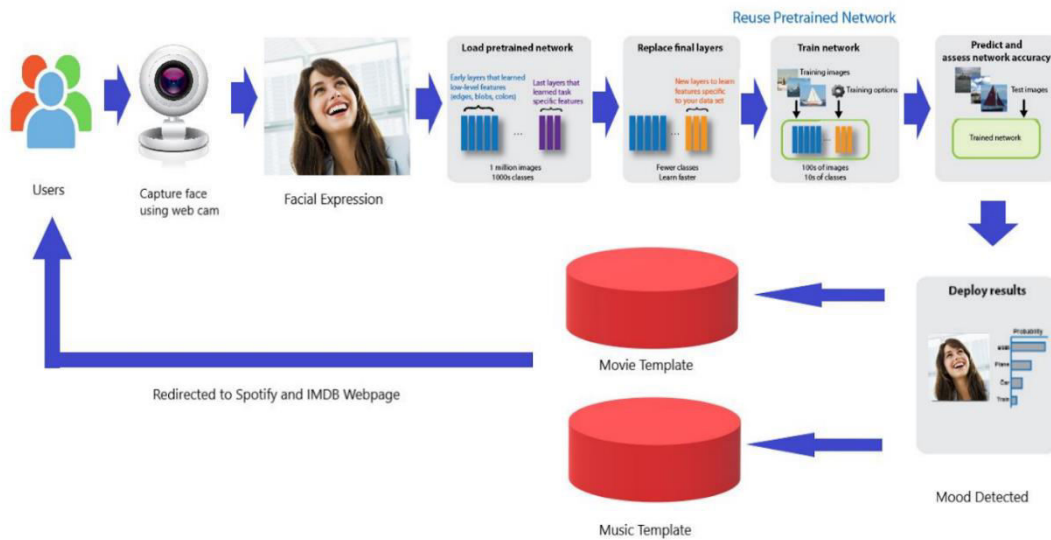 Reuse Pretrained Network
Load pretrained network
Early layers that learned
low-level features
(edges, blobs, colors)
Last layers that
learned task
specific features
...
1 million images
1000s classes
Replace final layers
New layers to learn
features specific
to your data set
...
Fewer classes
Learn faster
Train network
Training images
Training options
...
100s of images
10s of classes
Predict and
assess network accuracy
Test images
Trained network
Users
Capture face
using web cam
Facial Expression
Deploy results
Probability
Plane
Car
Train
Mood Detected
Movie Template
Redirected to Spotify and IMDB Webpage
Music Template